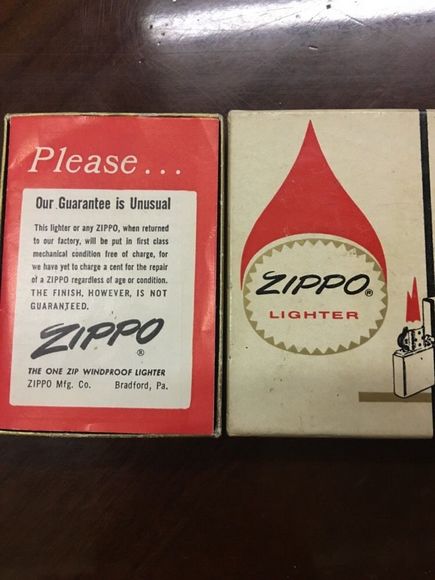 Please...
Our Guarantee is Unusual
This lighter or any ZIPPO, when returned
to our factory, will be put in first class
mechanical condition free of charge, for
we have yet to charge a cent for the repair
of a ZIPPO regardless of age or condition.
THE FINISH, HOWEVER, IS NOT
GUARANTEED.
ZIPPO
®
THE ONE ZIP WINDPROOF LIGHTER
ZIPPO Mfg. Co. Bradford, Pa.
ZIPPO®
LIGHTER